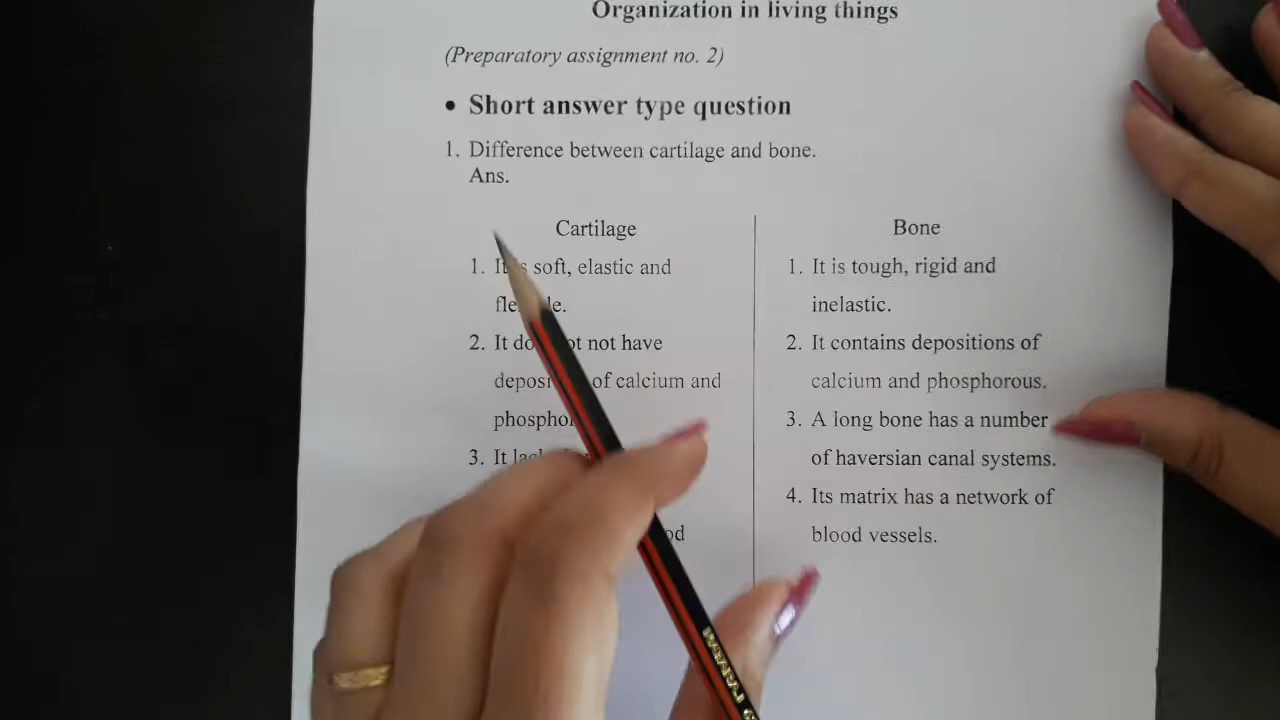 Organization in living things
(Preparatory assignment no. 2)
• Short answer type question
1. Difference between cartilage and bone.
Ans.
Cartilage
1. It soft, elastic and
2. It not have
of calcium and
3. It
Bone
1. It is tough, rigid and
inelastic.
2. It contains depositions of
calcium and phosphorous.
3. A long bone has a number
of haversian canal systems.
4. Its matrix has a network of
blood vessels.
NATARAJ